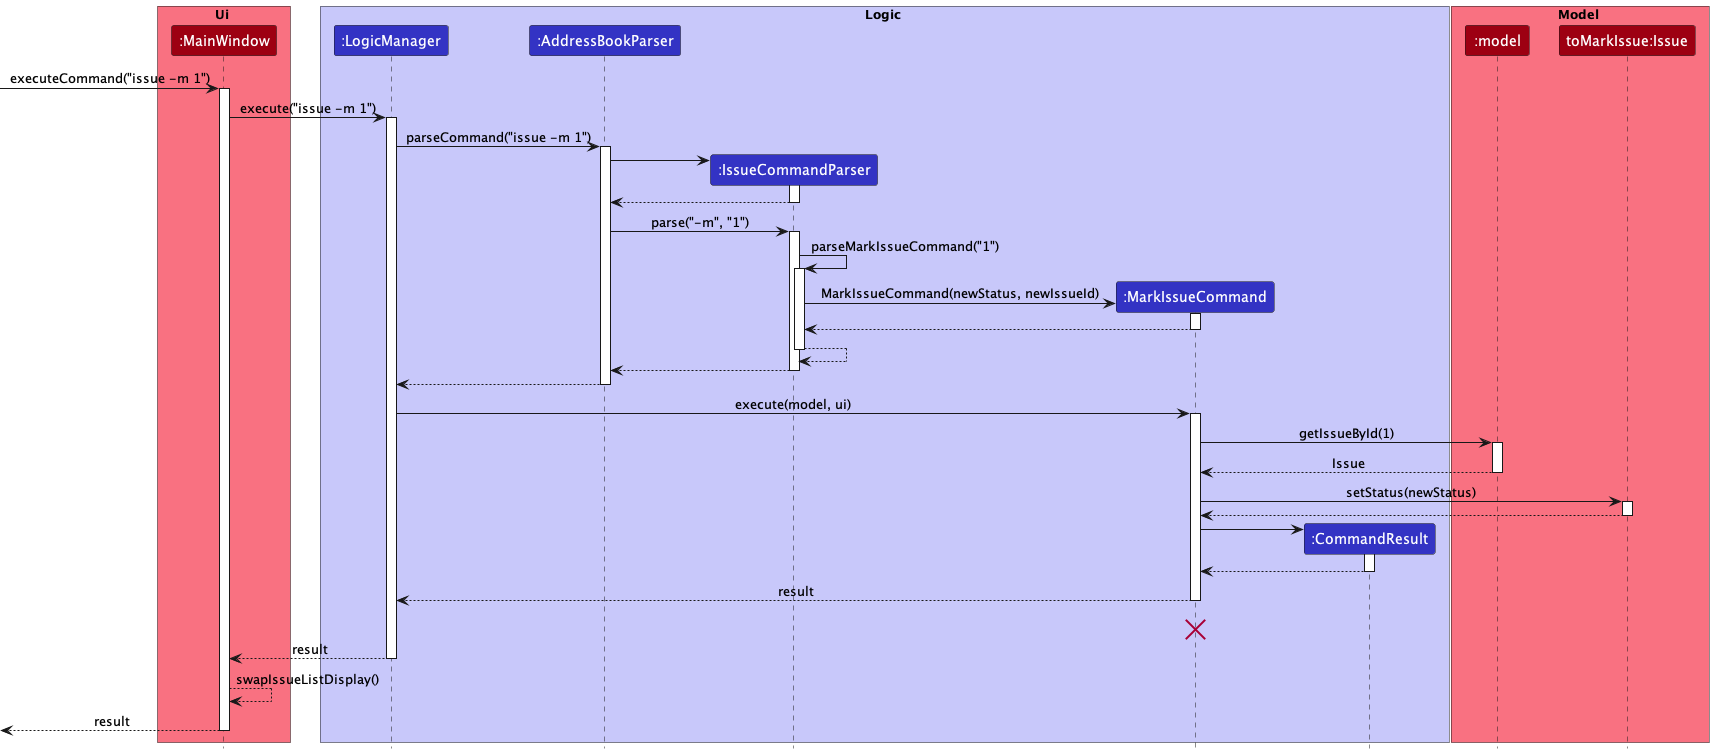 Ui
Logic
Model
:MainWindow
:LogicManager
:AddressBookParser
:model
toMarkIssue:Issue
executeCommand("issue -m 1")
execute("issue -m 1")
parseCommand("issue -m 1")
:IssueCommandParser
parse("-m", "1")
parseMarkIssueCommand("1")
MarkIssueCommand(newStatus, newIssueId)
:MarkIssueCommand
execute(model, ui)
getIssueById(1)
Issue
setStatus(newStatus)
:CommandResult
result
result
swapIssueListDisplay()
result